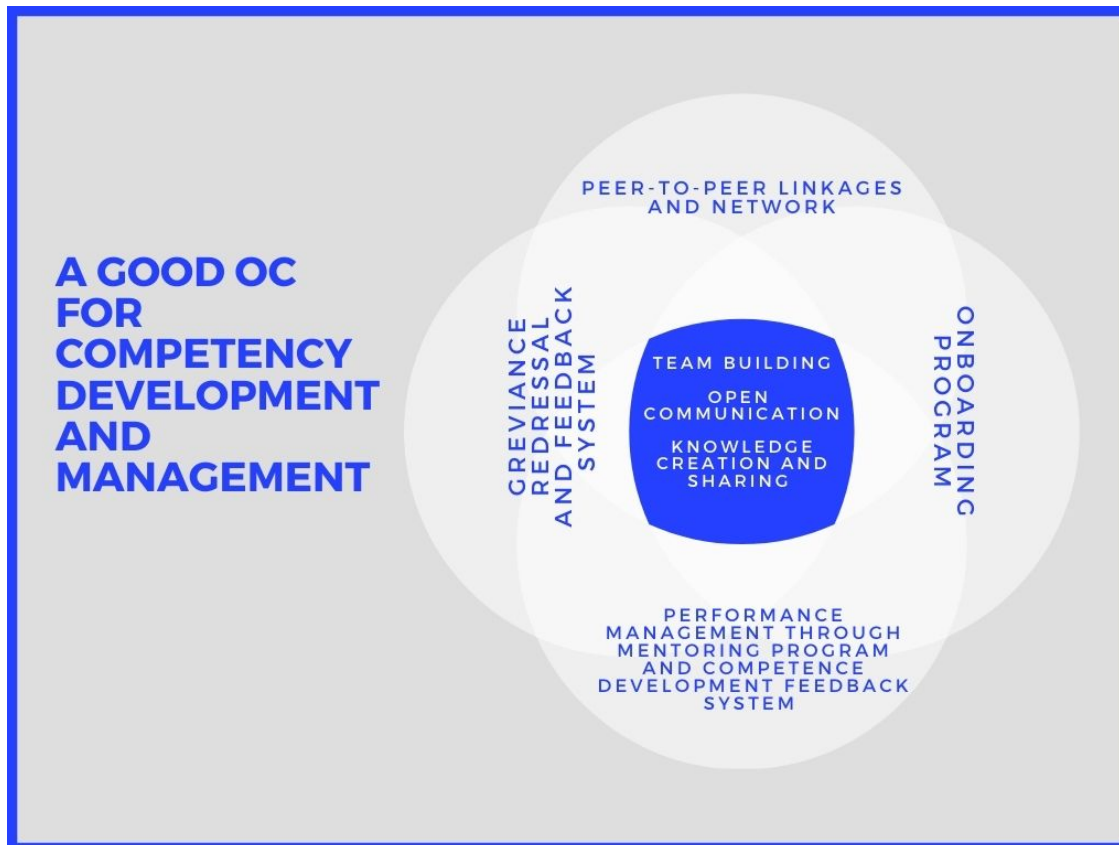 A GOOD OC
FOR
COMPETENCY
DEVELOPMENT
AND
MANAGEMENT
PEER-TO-PEER LINKAGES
AND NETWORK
GREVIANCE
REDRESSAL
AND FEEDBACK
SYSTEM
TEAM BUILDING
OPEN
COMMUNICATION
KNOWLEDGE
CREATION AND
SHARING
ONBOARDING
PROGRAM
PERFORMANCE
MANAGEMENT THROUGH
MENTORING PROGRAM
AND COMPETENCE
DEVELOPMENT FEEDBACK
SYSTEM